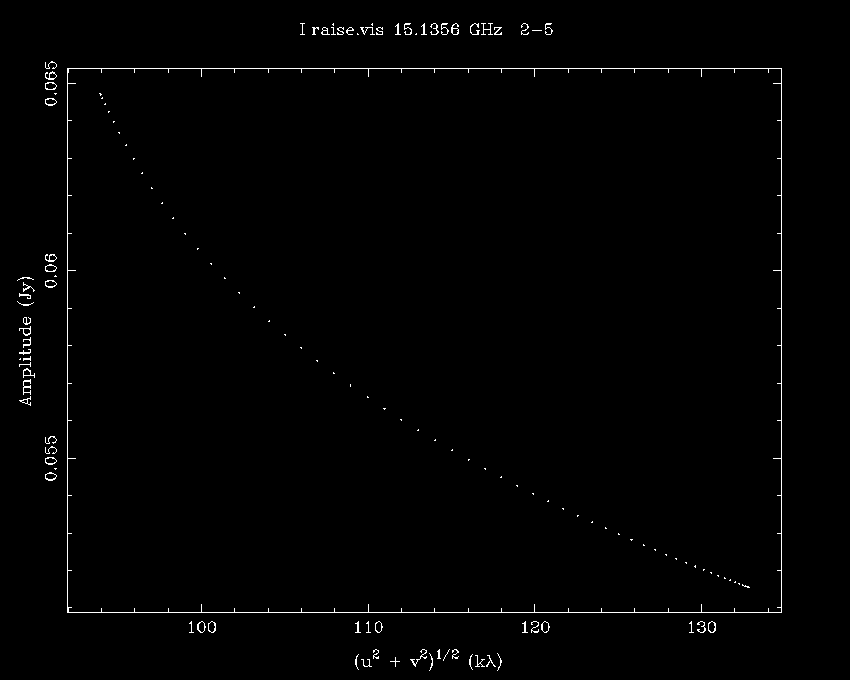 I raise.vis 15.1356 GHz 2−5
0.065
0.06
0.055
Amplitude (Jy)
100 110 120 130
(u² + v²)^1/2 (kλ)